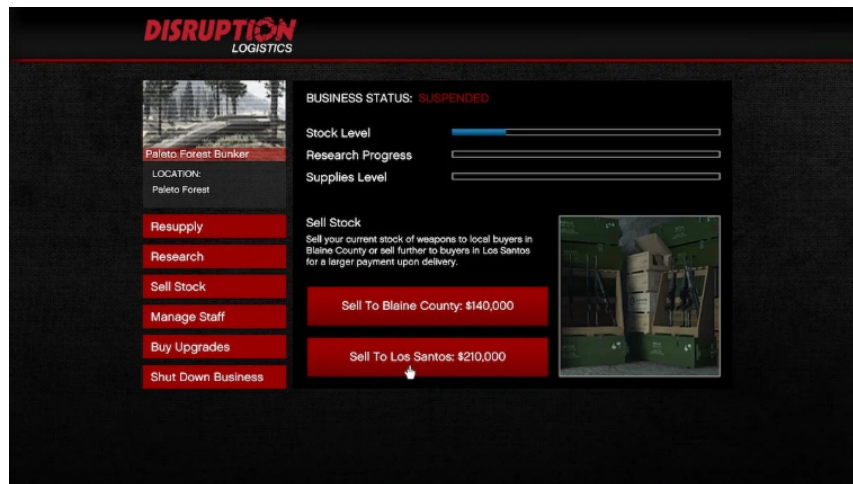 DISRUPTION
LOGISTICS
Paleto Forest Bunker
LOCATION:
Paleto Forest
Resupply
Research
Sell Stock
Manage Staff
Buy Upgrades
Shut Down Business
BUSINESS STATUS: SUSPENDED
Stock Level
Research Progress
Supplies Level
Sell Stock
Sell your current stock of weapons to local buyers in
Blaine County or sell further to buyers in Los Santos
for a larger payment upon delivery.
Sell To Blaine County: $140,000
Sell To Los Santos: $210,000